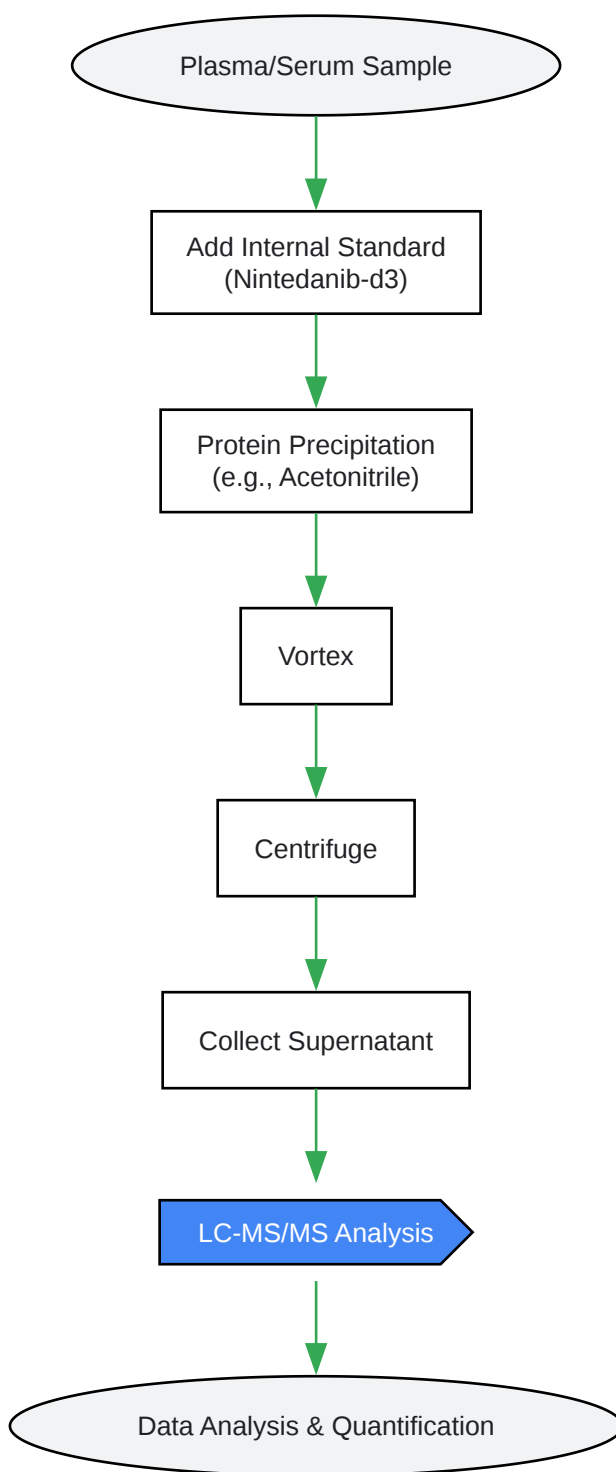 Plasma/Serum Sample
Add Internal Standard
(Nintedanib-d3)
Protein Precipitation
(e.g., Acetonitrile)
Vortex
Centrifuge
Collect Supernatant
LC-MS/MS Analysis
Data Analysis & Quantification